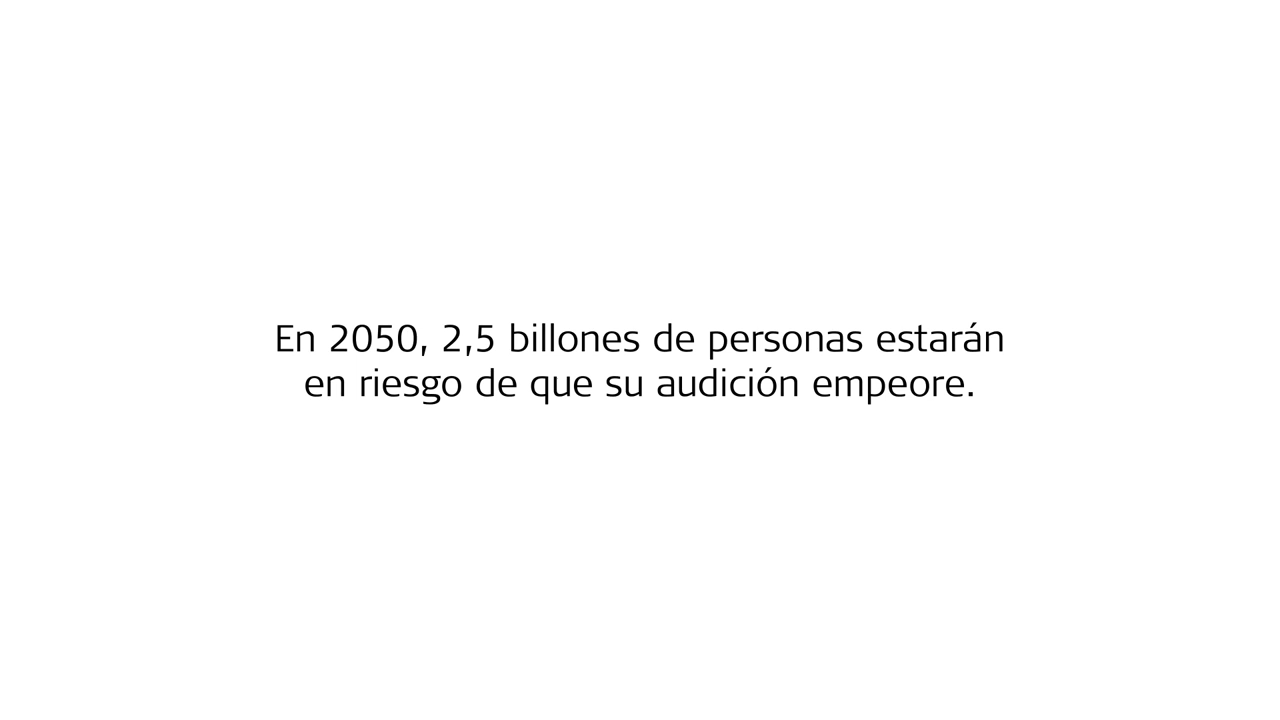 En 2050, 2,5 billones de personas estarán
en riesgo de que su audición empeore.